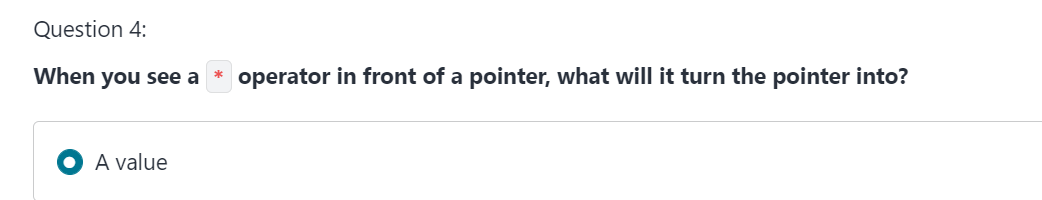 Question 4:
When you see a * operator in front of a pointer, what will it turn the pointer into?
A value